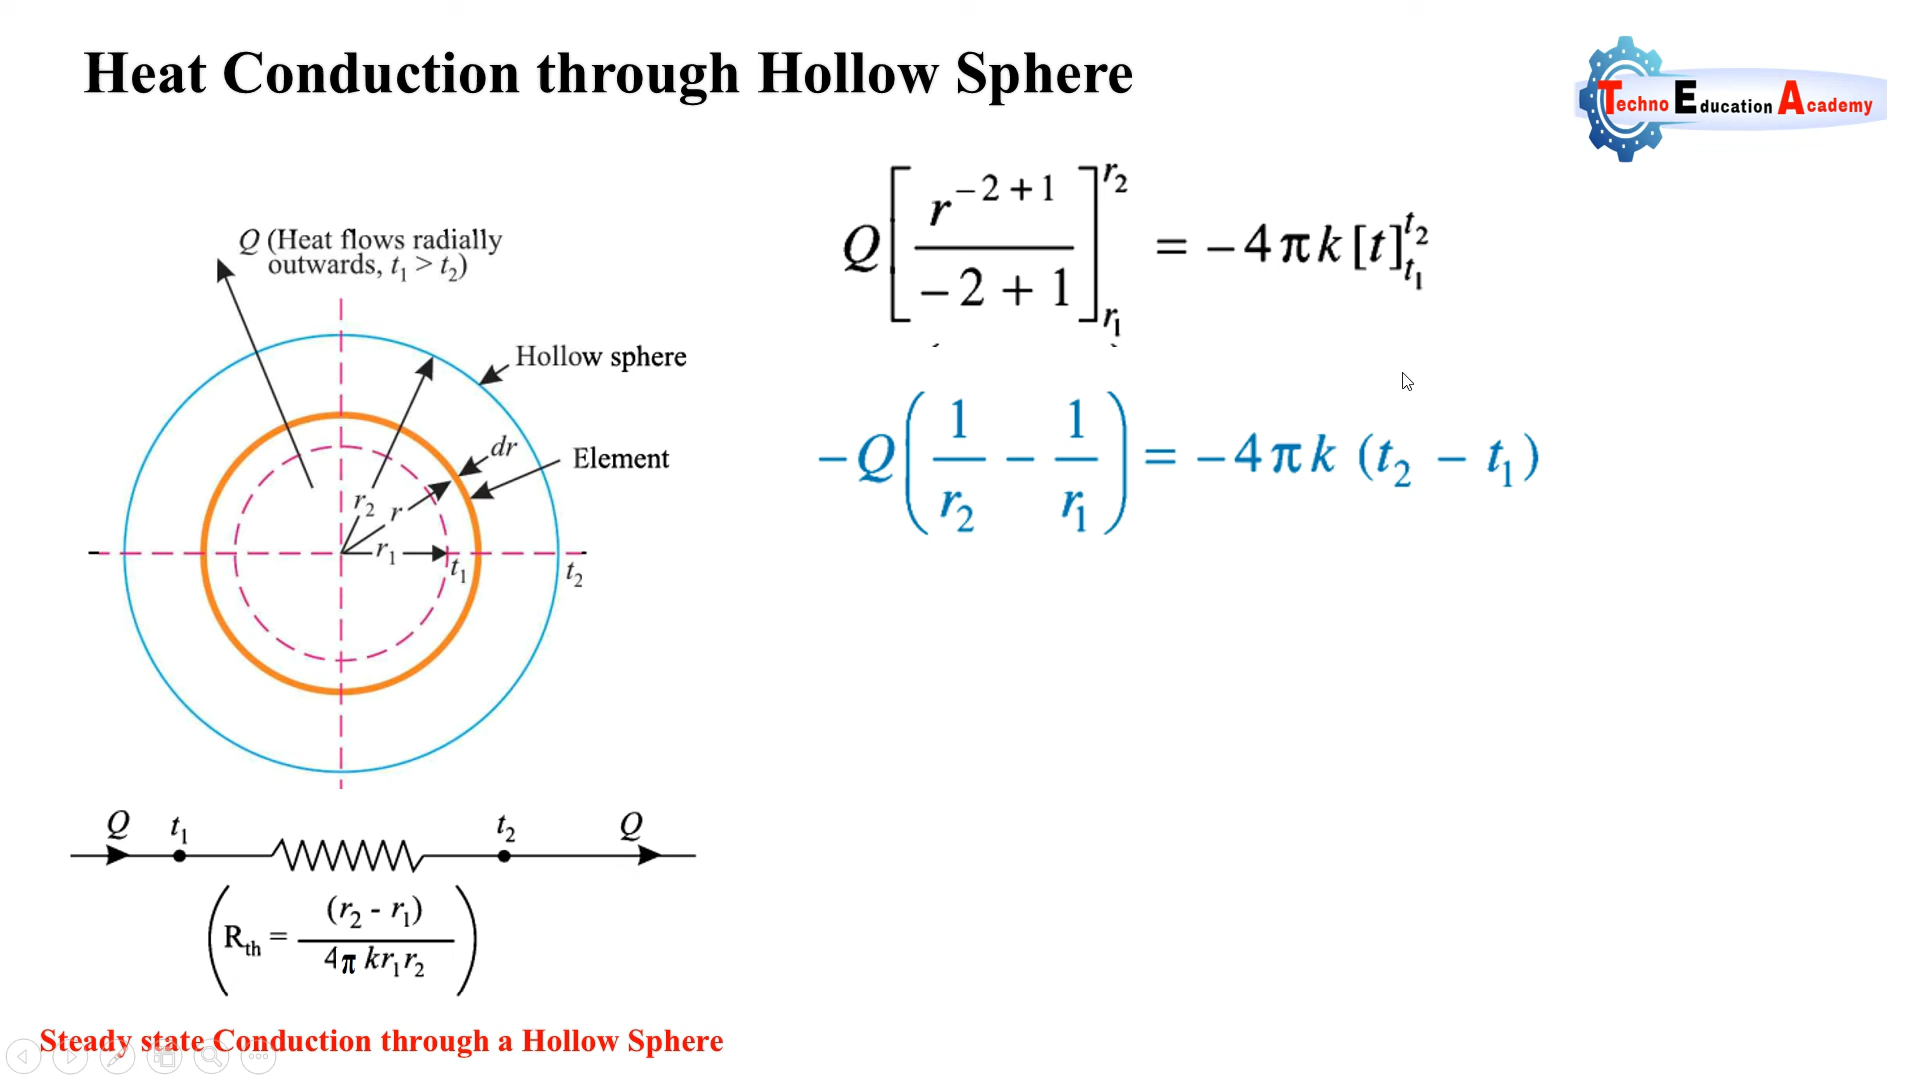 Heat Conduction through Hollow Sphere
Techno Education Academy
Q (Heat flows radially
outwards, t₁ > t₂)
Hollow sphere
dr
Element
r₂
r
r₁
t₁
t₂
Q t₁ t₂ Q
(Rth = (r₂ - r₁) / 4π kr₁r₂)
Steady state Conduction through a Hollow Sphere
Q[r⁻²⁺¹ / −2 + 1]r₁^r₂ = −4πk[t]t₁^t₂
−Q(1/r₂ − 1/r₁) = −4πk (t₂ − t₁)